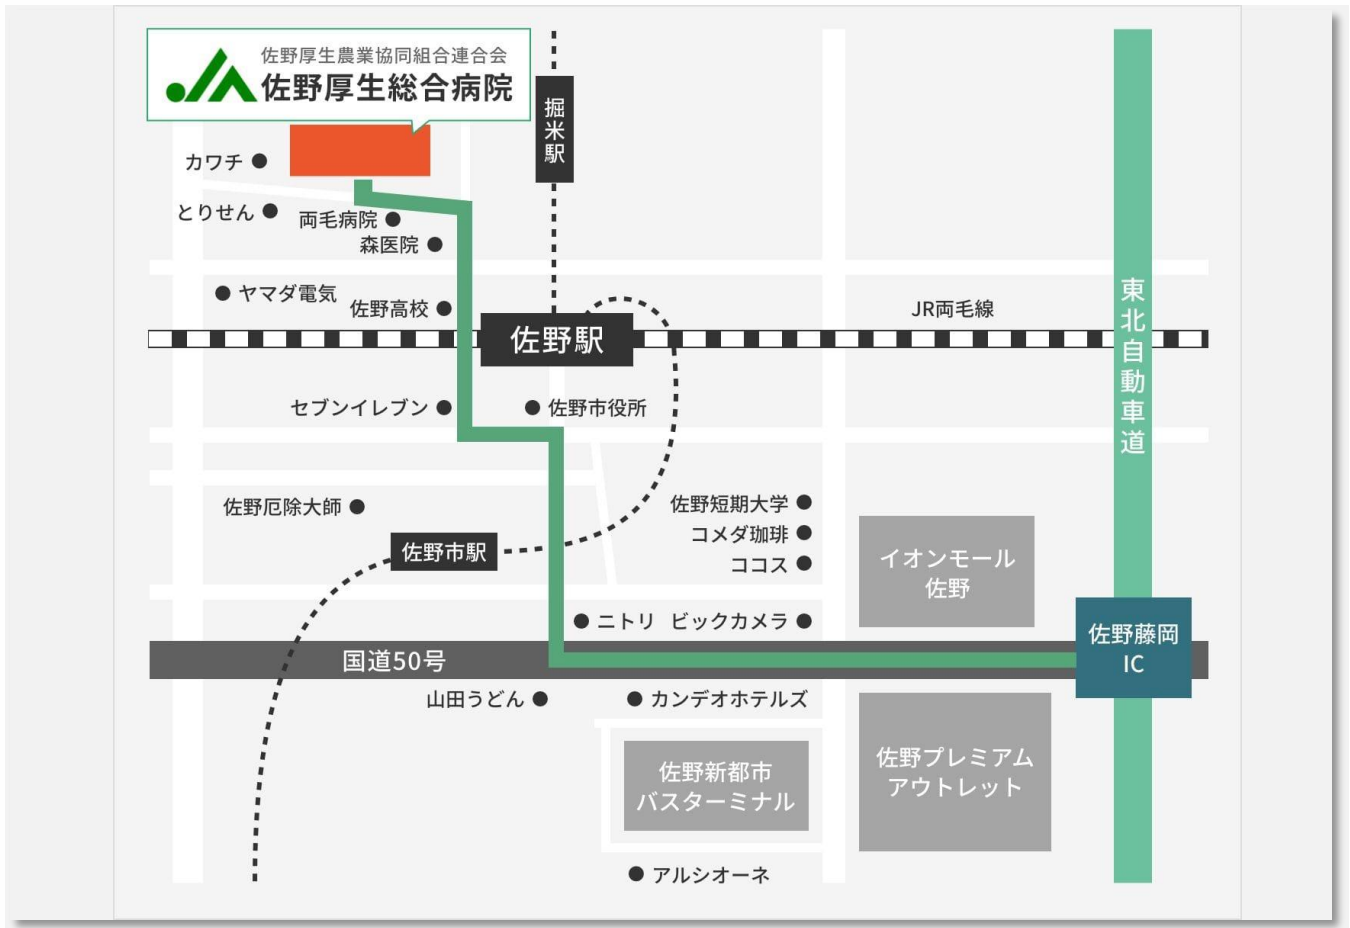 佐野厚生農業協同組合連合会
佐野厚生総合病院
掘米駅
カワチ
とりせん
両毛病院
森医院
ヤマダ電気
佐野高校
JR両毛線
東北自動車道
佐野駅
セブンイレブン
佐野市役所
佐野厄除大師
佐野短期大学
佐野市駅
コメダ珈琲
ココス
イオンモール
佐野
ニトリ
ビックカメラ
佐野藤岡
IC
国道50号
山田うどん
カンデオホテルズ
佐野新都市
バスターミナル
佐野プレミアム
アウトレット
アルシオーネ